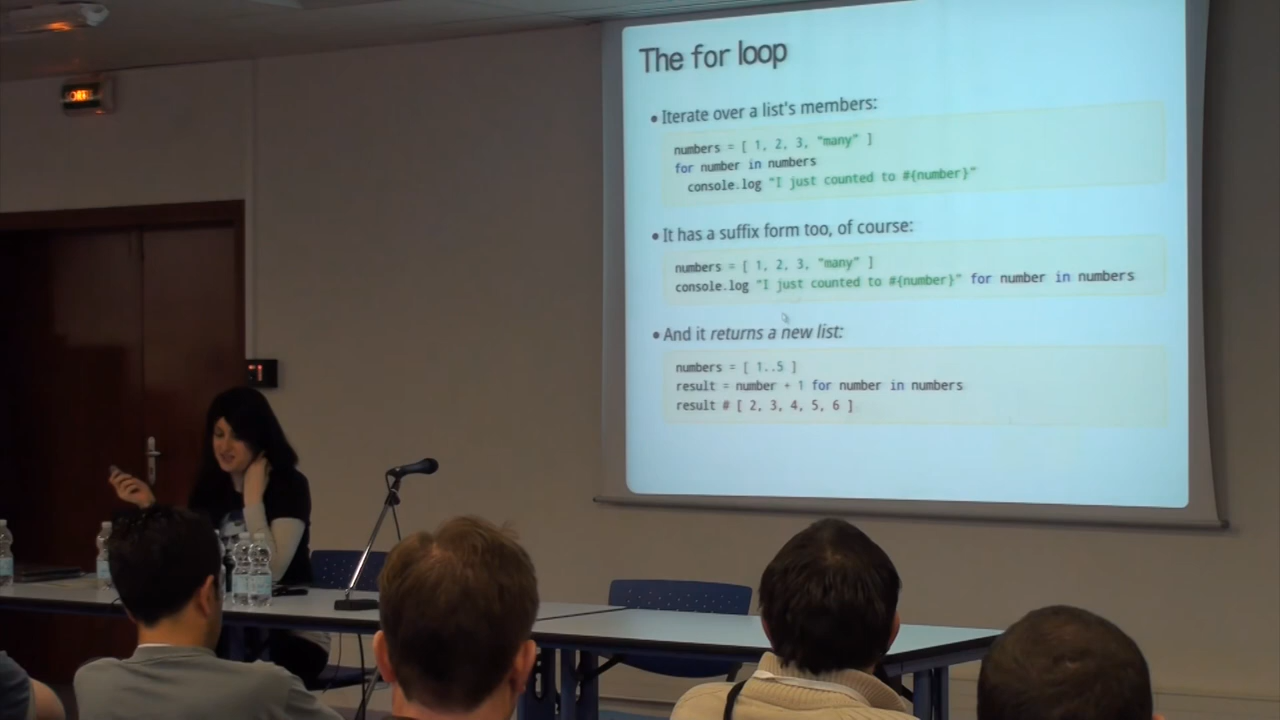 The for loop
• Iterate over a list's members:
numbers = [ 1, 2, 3, "many" ]
for number in numbers
console.log "I just counted to #{number}"
• It has a suffix form too, of course:
numbers = [ 1, 2, 3, "many" ]
console.log "I just counted to #{number}" for number in numbers
• And it returns a new list:
numbers = [ 1..5 ]
result = number + 1 for number in numbers
result # [ 2, 3, 4, 5, 6 ]